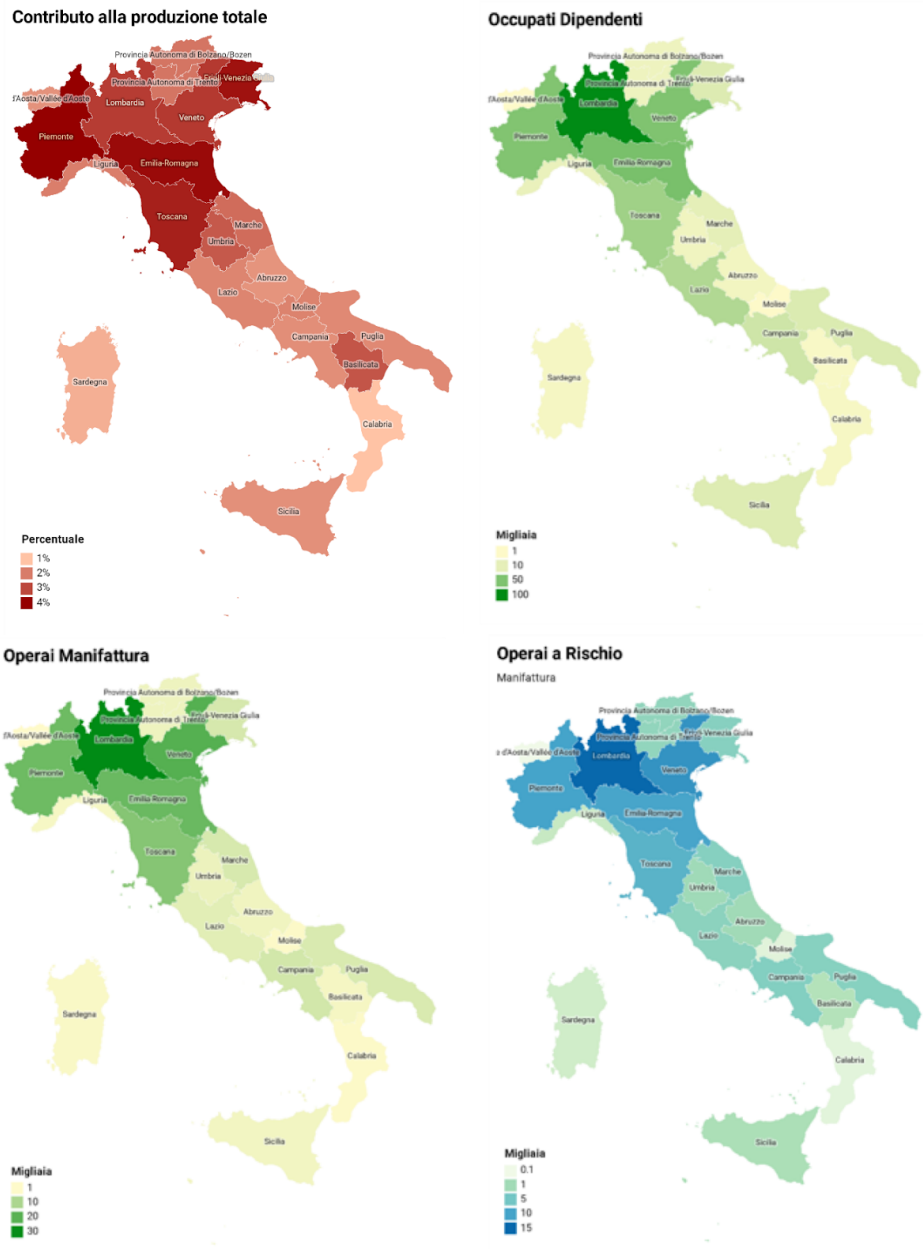 Contributo alla produzione totale
Provincia Autonoma di Bolzano/Bozen
Friuli-Venezia
Provincia Autonoma di Trento
d'Aosta/Vallée d'Aoste
Lombardia
Veneto
Piemonte
Liguria
Emilia-Romagna
Toscana
Marche
Umbria
Abruzzo
Lazio
Molise
Campania
Puglia
Basilicata
Sardegna
Calabria
Sicilia
Percentuale
1%
2%
3%
4%
Occupati Dipendenti
Provincia Autonoma di Bolzano/Bozen
Friuli-Venezia Giulia
Provincia Autonoma di Trento
d'Aosta/Vallée d'Aoste
Lombardia
Veneto
Piemonte
Liguria
Emilia-Romagna
Toscana
Marche
Umbria
Abruzzo
Lazio
Molise
Campania
Puglia
Basilicata
Sardegna
Calabria
Sicilia
Migliaia
1
10
50
100
Operai Manifattura
Provincia Autonoma di Bolzano/Bozen
Friuli-Venezia Giulia
Provincia Autonoma di Trento
d'Aosta/Vallée d'Aoste
Lombardia
Veneto
Piemonte
Liguria
Emilia-Romagna
Toscana
Marche
Umbria
Abruzzo
Lazio
Molise
Campania
Puglia
Basilicata
Sardegna
Calabria
Sicilia
Migliaia
1
10
20
30
Operai a Rischio
Manifattura
Provincia Autonoma di Bolzano/Bozen
Friuli-Venezia Giulia
Provincia Autonoma di Trento
e d'Aosta/Vallée d'Aoste
Lombardia
Veneto
Piemonte
Liguria
Emilia-Romagna
Toscana
Marche
Umbria
Abruzzo
Lazio
Molise
Campania
Puglia
Basilicata
Sardegna
Calabria
Sicilia
Migliaia
0.1
1
5
10
15